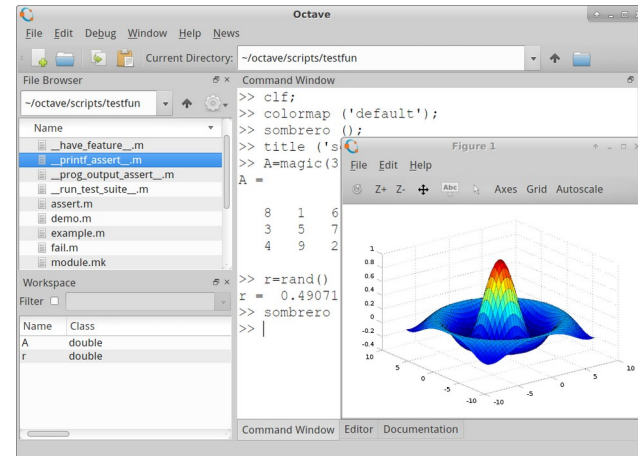 Octave
File Edit Debug Window Help News
Current Directory: ~/octave/scripts/testfun
File Browser
~/octave/scripts/testfun
Name
__have_feature__.m
__printf_assert__.m
__prog_output_assert__.m
__run_test_suite__.m
assert.m
demo.m
example.m
fail.m
module.mk
Workspace
Filter
Name Class
A double
r double
Command Window
>> clf;
>> colormap ('default');
>> sombrero ();
>> title ('s
>> A=magic(3
A =
8 1 6
3 5 7
4 9 2
>> r=rand()
r = 0.49071
>> sombrero
>>
Figure 1
File Edit Help
Z+ Z- Abc Axes Grid Autoscale
1
0.8
0.6
0.4
0.2
0
-0.2
-0.4
10
5
0
-5
-10
-10
-5
0
5
10
Command Window Editor Documentation